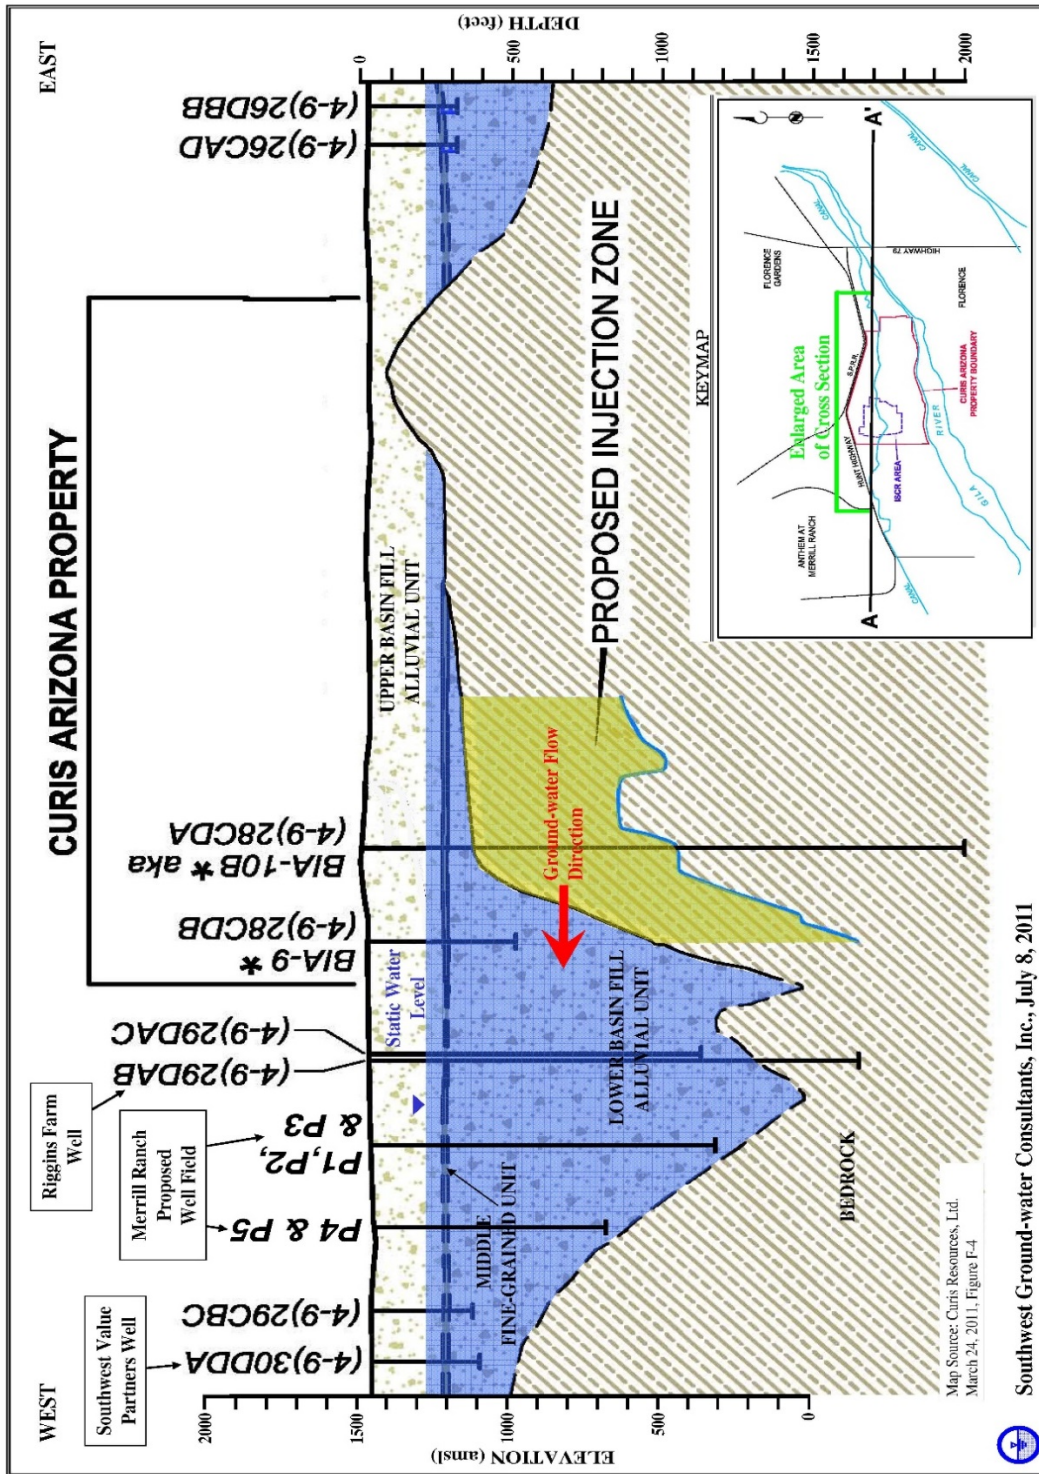 WEST
EAST
CURIS ARIZONA PROPERTY
Southwest Value
Partners Well
Merrill Ranch
Proposed
Well Field
Riggins Farm
Well
(4-9)30DDA
(4-9)29CBC
P4 & P5
P1,P2,
& P3
(4-9)29DAB
(4-9)29DAC
BIA-9 *
(4-9)28CDB
BIA-10B * aka
(4-9)28CDA
(4-9)26CAD
(4-9)26DBB
ELEVATION (amsl)
2000
1500
1000
500
0
DEPTH (feet)
0
500
1000
1500
2000
UPPER BASIN FILL
ALLUVIAL UNIT
Static Water
Level
MIDDLE
FINE-GRAINED UNIT
LOWER BASIN FILL
ALLUVIAL UNIT
Ground-water Flow
Direction
PROPOSED INJECTION ZONE
BEDROCK
KEYMAP
Enlarged Area
of Cross Section
N
A
A'
ANTHEM AT
MERRILL RANCH
HUNT HIGHWAY
S.P.R.R.
FLORENCE
GARDENS
HIGHWAY 79
FLORENCE
CANAL
CANAL
CANAL
CANAL
ISCR AREA
CURIS ARIZONA
PROPERTY BOUNDARY
GILA
RIVER
Map Source: Curis Resources, Ltd.
March 24, 2011, Figure F-4
Southwest Ground-water Consultants, Inc., July 8, 2011